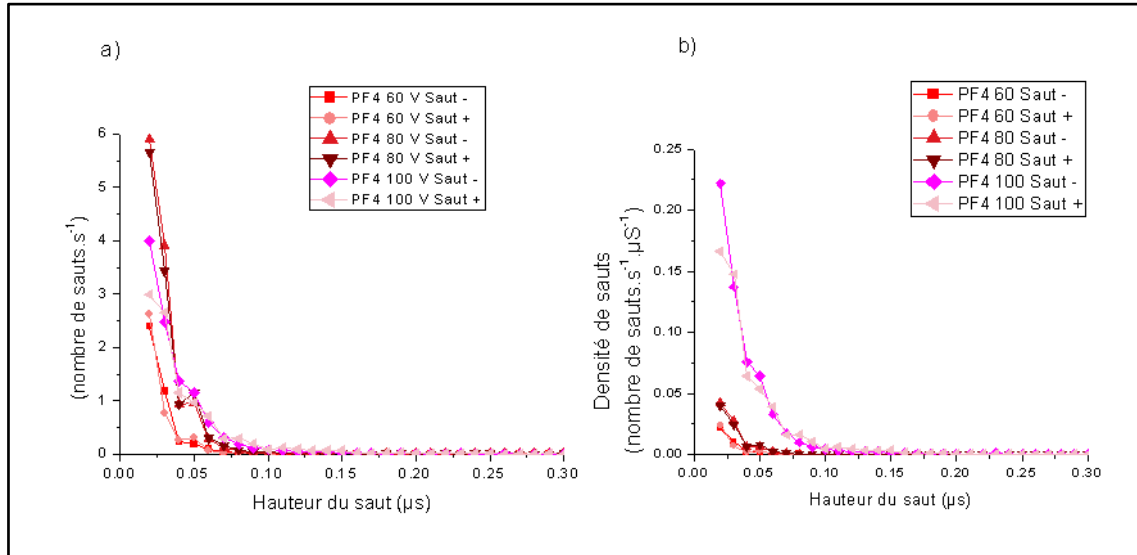 a)
PF4 60 V Saut -
PF4 60 V Saut +
PF4 80 V Saut -
PF4 80 V Saut +
PF4 100 V Saut -
PF4 100 V Saut +
6
5
4
3
2
1
0
(nombre de sauts.s⁻¹)
0.00 0.05 0.10 0.15 0.20 0.25 0.30
Hauteur du saut (µs)
b)
PF4 60 Saut -
PF4 60 Saut +
PF4 80 Saut -
PF4 80 Saut +
PF4 100 Saut -
PF4 100 Saut +
0.25
0.20
0.15
0.10
0.05
0.00
Densité de sauts
(nombre de sauts.s⁻¹.µS⁻¹)
0.00 0.05 0.10 0.15 0.20 0.25 0.30
Hauteur du saut (µs)